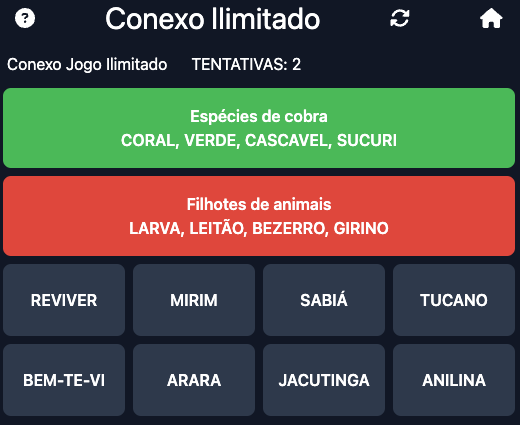 ?
Conexo Ilimitado
Conexo Jogo Ilimitado TENTATIVAS: 2
Espécies de cobra
CORAL, VERDE, CASCAVEL, SUCURI
Filhotes de animais
LARVA, LEITÃO, BEZERRO, GIRINO
REVIVER MIRIM SABIÁ TUCANO
BEM-TE-VI ARARA JACUTINGA ANILINA